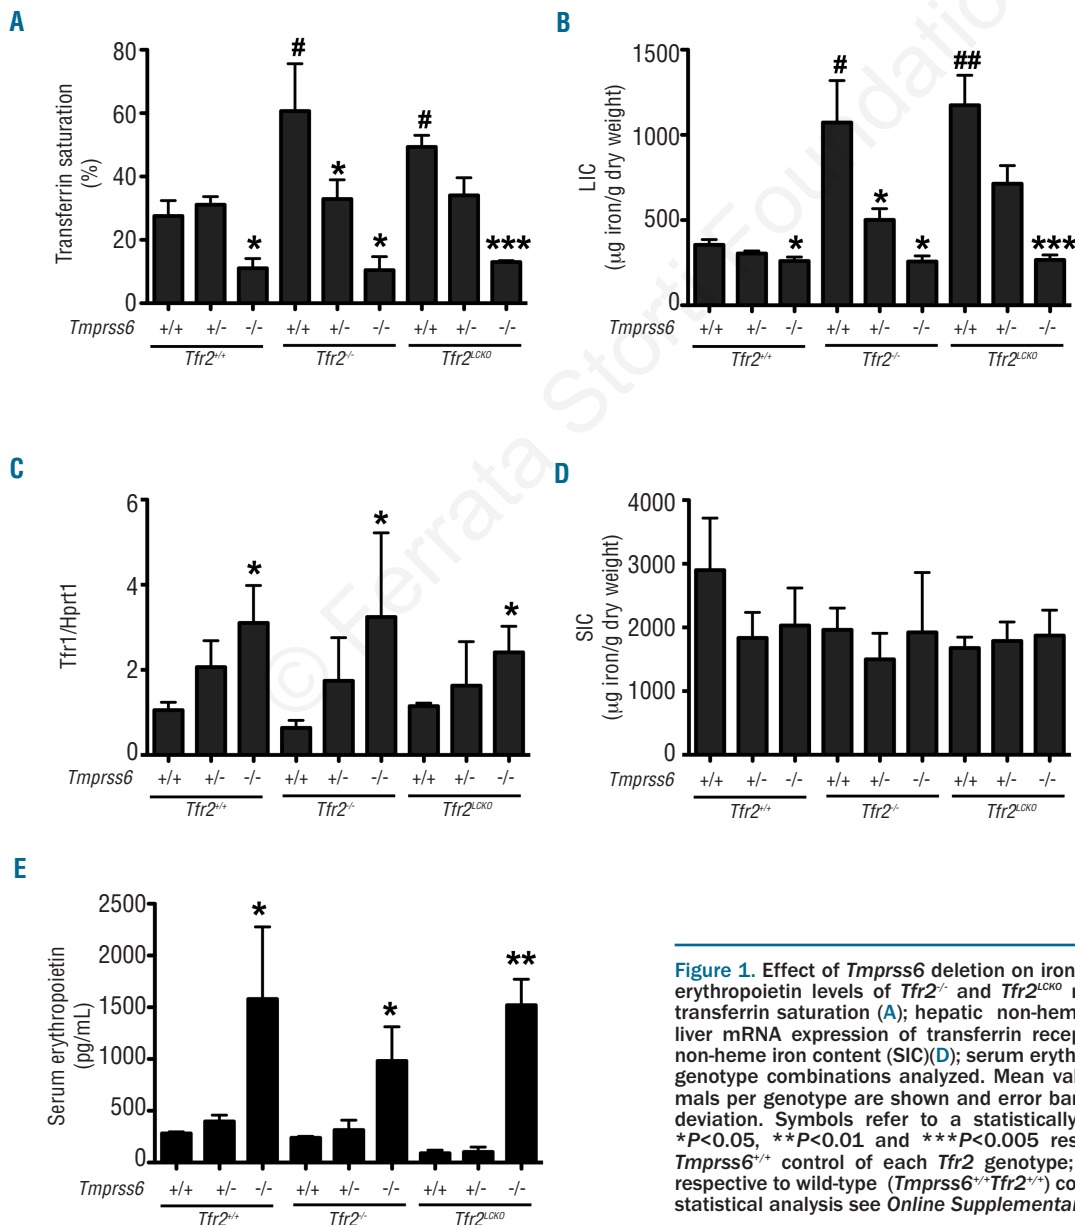 A
Transferrin saturation
(%)
80
60
40
20
0
#
*
#
*
*
***
Tmprss6 +/+ +/- -/- +/+ +/- -/- +/+ +/- -/-
Tfr2+/+ Tfr2-/- Tfr2LCKO
B
LIC
(µg iron/g dry weight)
1500
1000
500
0
#
##
*
*
*
***
Tmprss6 +/+ +/- -/- +/+ +/- -/- +/+ +/- -/-
Tfr2+/+ Tfr2-/- Tfr2LCKO
C
Tfr1/Hprt1
6
4
2
0
*
*
*
Tmprss6 +/+ +/- -/- +/+ +/- -/- +/+ +/- -/-
Tfr2+/+ Tfr2-/- Tfr2LCKO
D
SIC
(µg iron/g dry weight)
4000
3000
2000
1000
0
Tmprss6 +/+ +/- -/- +/+ +/- -/- +/+ +/- -/-
Tfr2+/+ Tfr2-/- Tfr2LCKO
E
Serum erythropoietin
(pg/mL)
2500
2000
1500
1000
500
0
*
*
**
Tmprss6 +/+ +/- -/- +/+ +/- -/- +/+ +/- -/-
Tfr2+/+ Tfr2-/- Tfr2LCKO
Figure 1. Effect of Tmprss6 deletion on iron
erythropoietin levels of Tfr2-/- and Tfr2LCKO
transferrin saturation (A); hepatic non-hem
liver mRNA expression of transferrin recep
non-heme iron content (SIC)(D); serum eryth
genotype combinations analyzed. Mean val
mals per genotype are shown and error bar
deviation. Symbols refer to a statistically
*P<0.05, **P<0.01 and ***P<0.005 res
Tmprss6+/+ control of each Tfr2 genotype;
respective to wild-type (Tmprss6+/+Tfr2+/+) co
statistical analysis see Online Supplementar
© Ferrata Storti Foundation